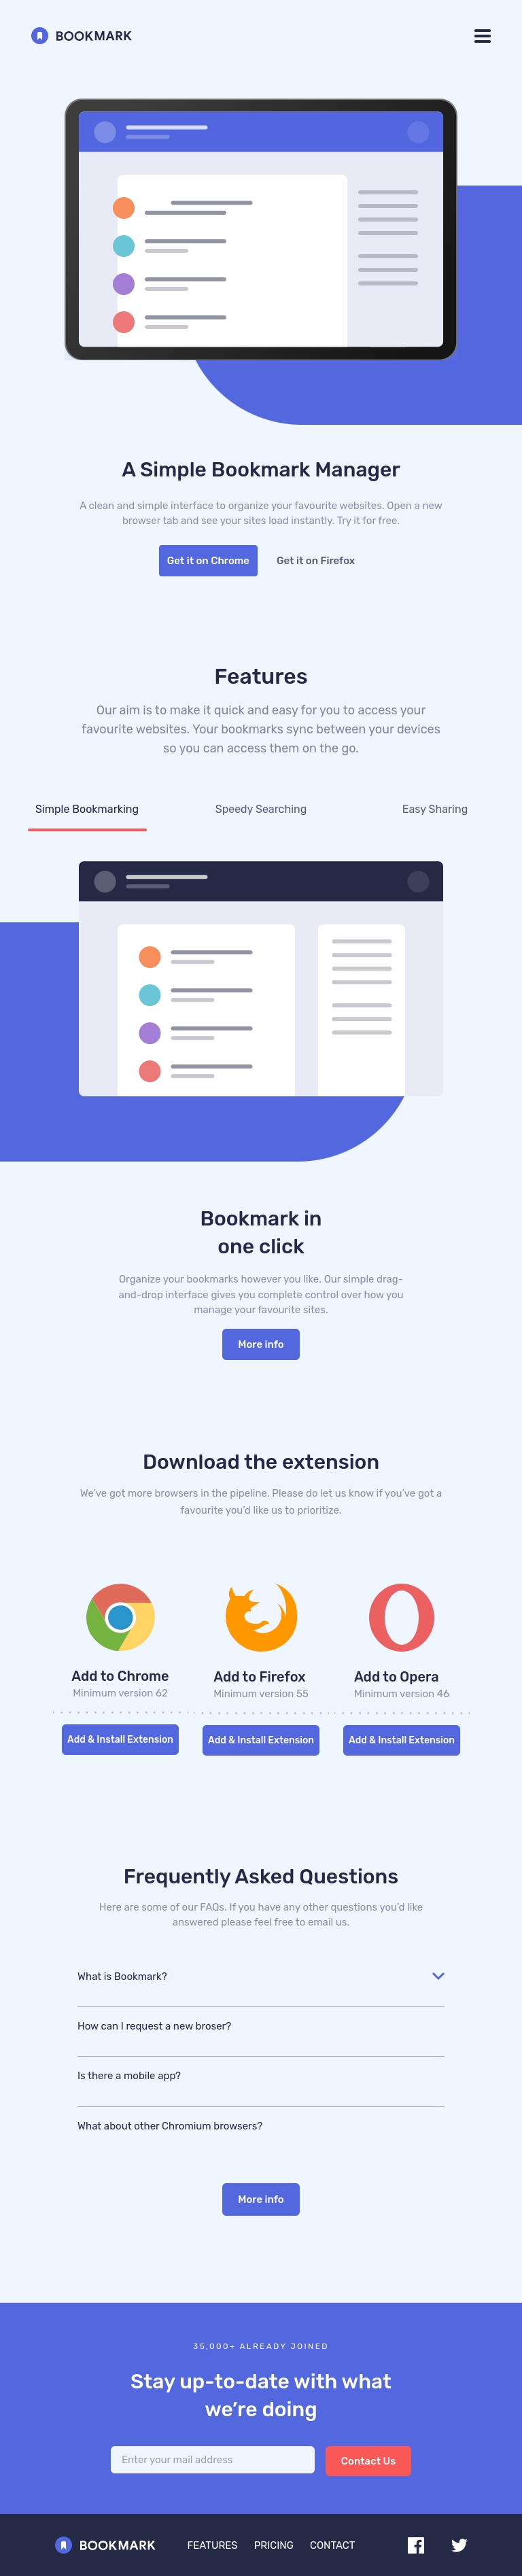 BOOKMARK
A Simple Bookmark Manager
A clean and simple interface to organize your favourite websites. Open a new
browser tab and see your sites load instantly. Try it for free.
Get it on Chrome
Get it on Firefox
Features
Our aim is to make it quick and easy for you to access your
favourite websites. Your bookmarks sync between your devices
so you can access them on the go.
Simple Bookmarking
Speedy Searching
Easy Sharing
Bookmark in
one click
Organize your bookmarks however you like. Our simple drag-
and-drop interface gives you complete control over how you
manage your favourite sites.
More info
Download the extension
We've got more browsers in the pipeline. Please do let us know if you've got a
favourite you'd like us to prioritize.
Add to Chrome
Minimum version 62
Add & Install Extension
Add to Firefox
Minimum version 55
Add & Install Extension
Add to Opera
Minimum version 46
Add & Install Extension
Frequently Asked Questions
Here are some of our FAQs. If you have any other questions you'd like
answered please feel free to email us.
What is Bookmark?
How can I request a new broser?
Is there a mobile app?
What about other Chromium browsers?
More info
35,000+ ALREADY JOINED
Stay up-to-date with what
we're doing
Enter your mail address
Contact Us
BOOKMARK
FEATURES
PRICING
CONTACT